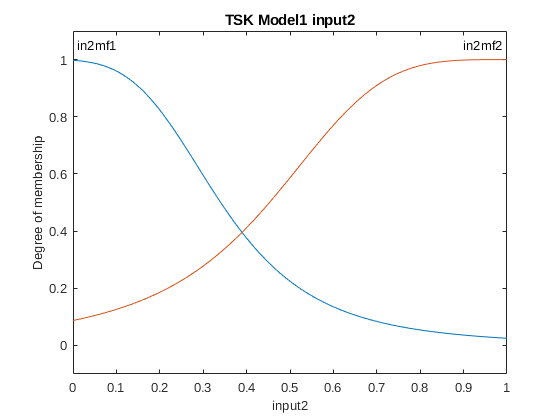 TSK Model1 input2
in2mf1 in2mf2
1
0.8
0.6
0.4
0.2
0
Degree of membership
0 0.1 0.2 0.3 0.4 0.5 0.6 0.7 0.8 0.9 1
input2